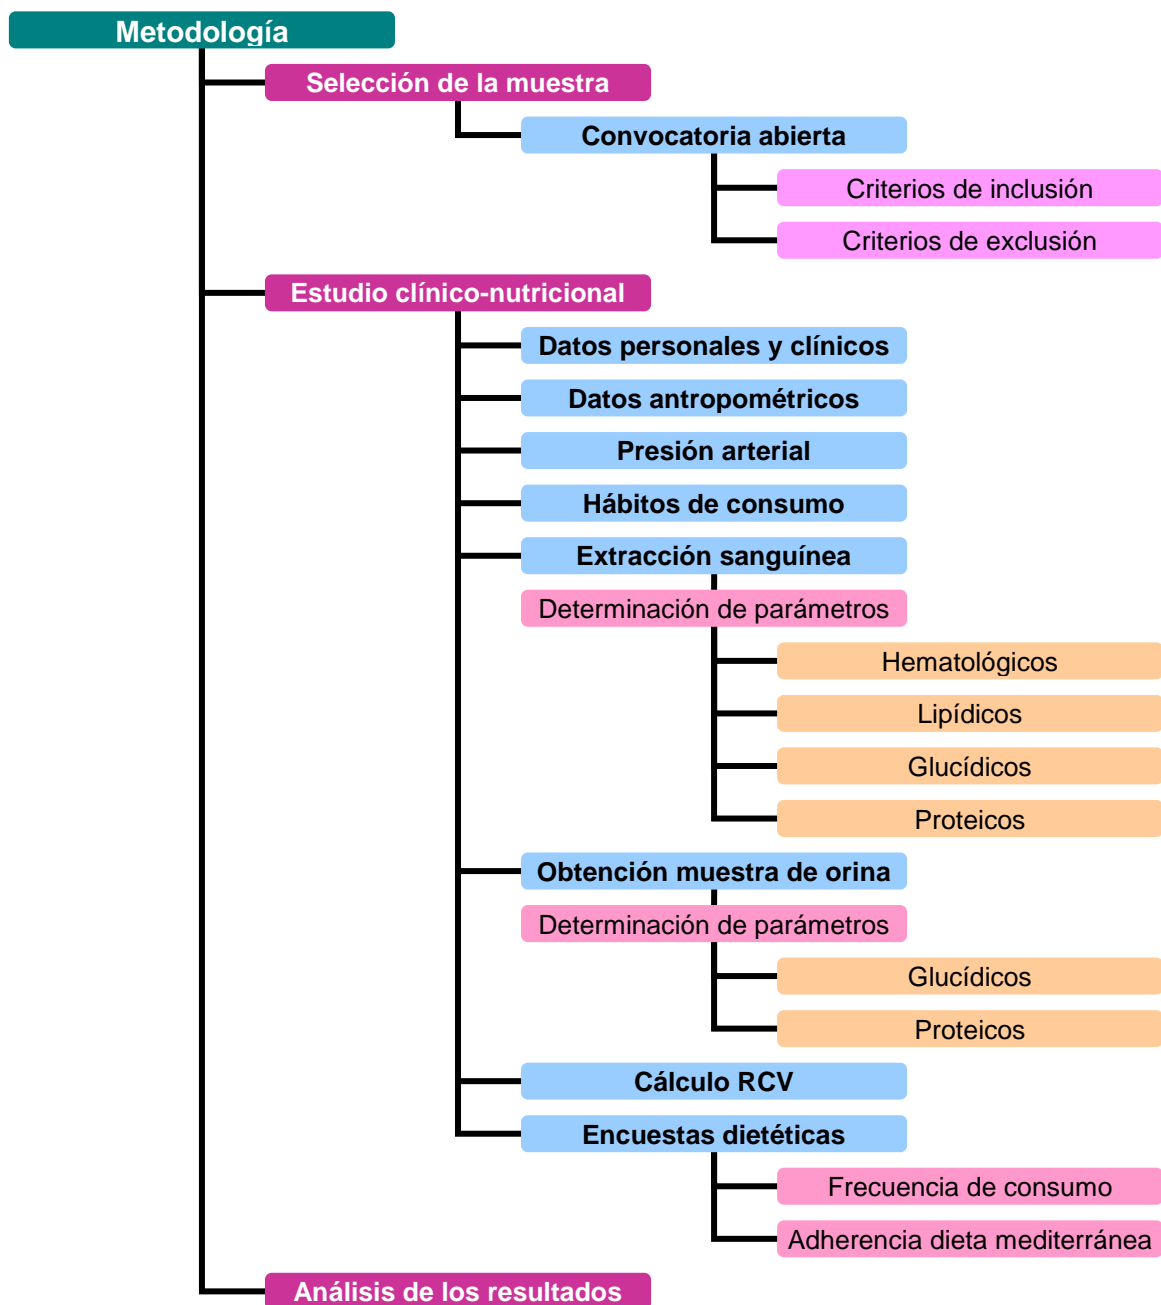 Metodología
Selección de la muestra
Convocatoria abierta
Criterios de inclusión
Criterios de exclusión
Estudio clínico-nutricional
Datos personales y clínicos
Datos antropométricos
Presión arterial
Hábitos de consumo
Extracción sanguínea
Determinación de parámetros
Hematológicos
Lipídicos
Glucídicos
Proteicos
Obtención muestra de orina
Determinación de parámetros
Glucídicos
Proteicos
Cálculo RCV
Encuestas dietéticas
Frecuencia de consumo
Adherencia dieta mediterránea
Análisis de los resultados